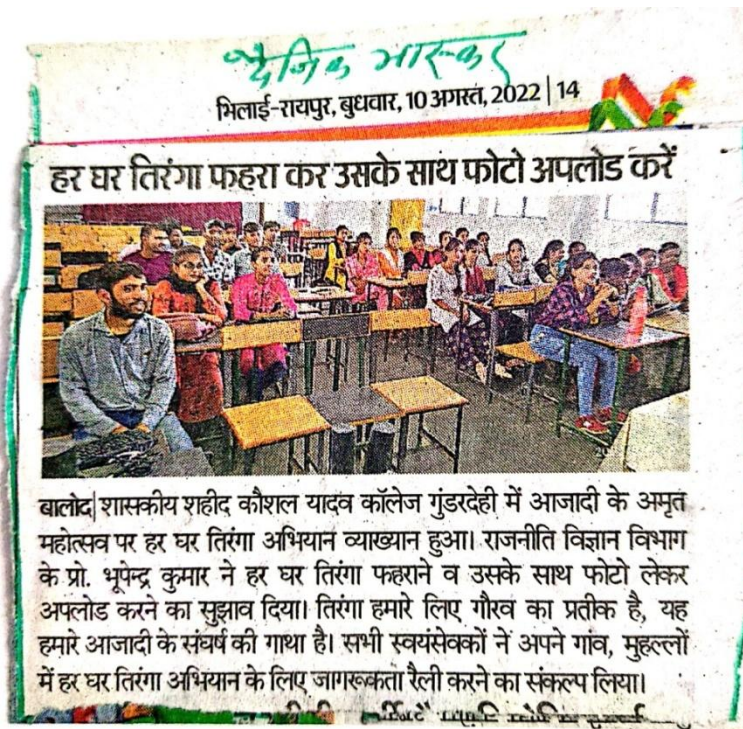 दैनिक भास्कर
भिलाई-रायपुर, बुधवार, 10 अगस्त, 2022 | 14
हर घर तिरंगा फहरा कर उसके साथ फोटो अपलोड करें
बालोद| शासकीय शहीद कौशल यादव कॉलेज गुंडरदेही में आजादी के अमृत
महोत्सव पर हर घर तिरंगा अभियान व्याख्यान हुआ। राजनीति विज्ञान विभाग
के प्रो. भूपेन्द्र कुमार ने हर घर तिरंगा फहराने व उसके साथ फोटो लेकर
अपलोड करने का सुझाव दिया। तिरंगा हमारे लिए गौरव का प्रतीक है, यह
हमारे आजादी के संघर्ष की गाथा है। सभी स्वयंसेवकों ने अपने गांव, मुहल्लों
में हर घर तिरंगा अभियान के लिए जागरूकता रैली करने का संकल्प लिया।